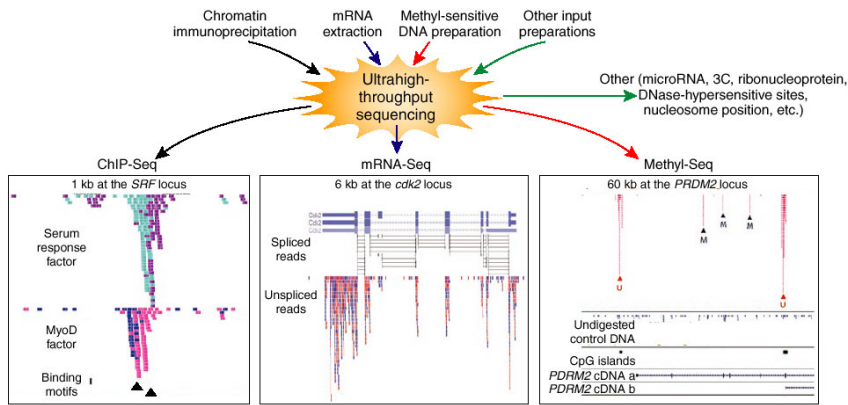 Chromatin
immunoprecipitation
mRNA
extraction
Methyl-sensitive
DNA preparation
Other input
preparations
Ultrahigh-
throughput
sequencing
Other (microRNA, 3C, ribonucleoprotein,
DNase-hypersensitive sites,
nucleosome position, etc.)
ChIP-Seq
1 kb at the SRF locus
Serum
response
factor
MyoD
factor
Binding
motifs
mRNA-Seq
6 kb at the cdk2 locus
Cdk2
Cdk2
Cdk2
Spliced
reads
Unspliced
reads
Methyl-Seq
60 kb at the PRDM2 locus
M
M
M
U
U
Undigested
control DNA
CpG islands
PDRM2 cDNA a
PDRM2 cDNA b